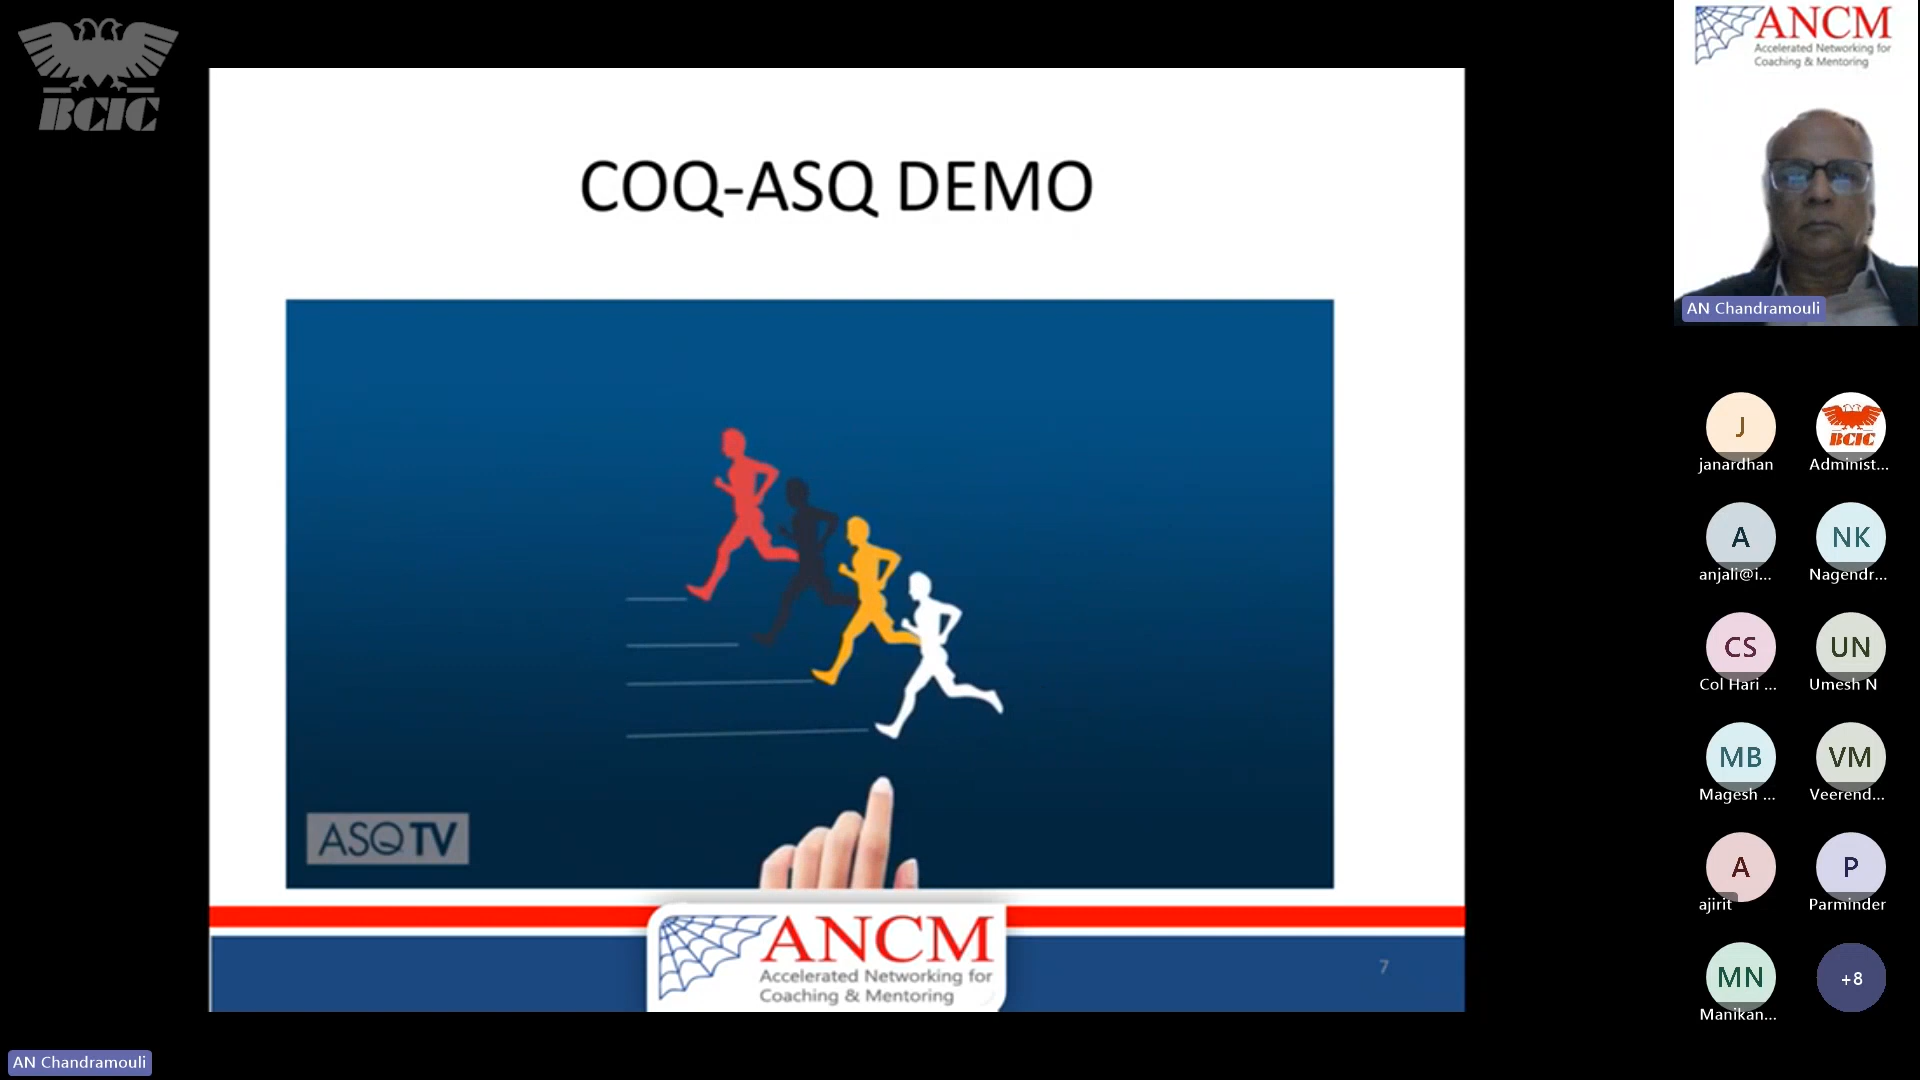 BCIC
COQ-ASQ DEMO
ASQ TV
ANCM
Accelerated Networking for
Coaching & Mentoring
7
AN Chandramouli
ANCM
Accelerated Networking for
Coaching & Mentoring
AN Chandramouli
J
janardhan
BCIC
Administ...
A
anjali@i...
NK
Nagendr...
CS
Col Hari ...
UN
Umesh N
MB
Magesh ...
VM
Veerend...
A
ajirit
P
Parminder
MN
Manikan...
+8